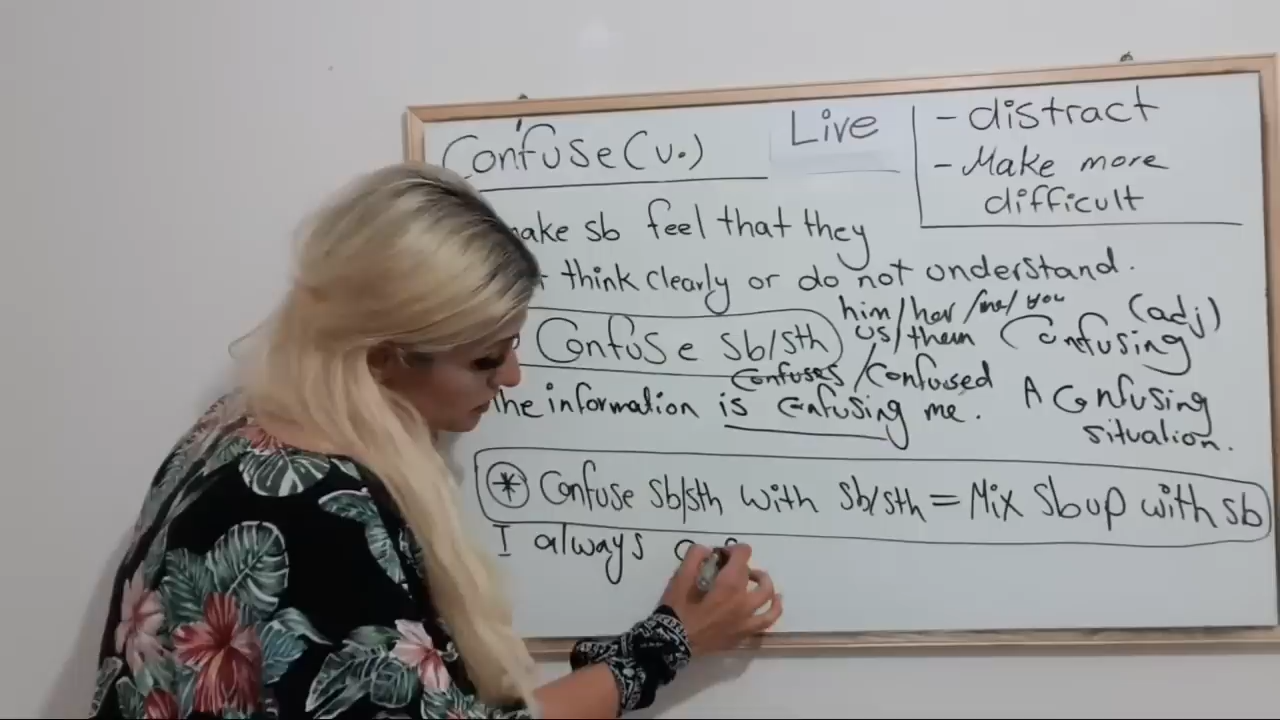 Confuse (v.)
Live
- distract
- Make more
difficult
make sb feel that they
think clearly or do not understand.
Confuse sb/sth
him/her/me/you
us/them
(adj)
Confusing
confuses / confused
The information is confusing me.
A confusing
situation.
* Confuse sb/sth with sb/sth = Mix sb up with sb
I always